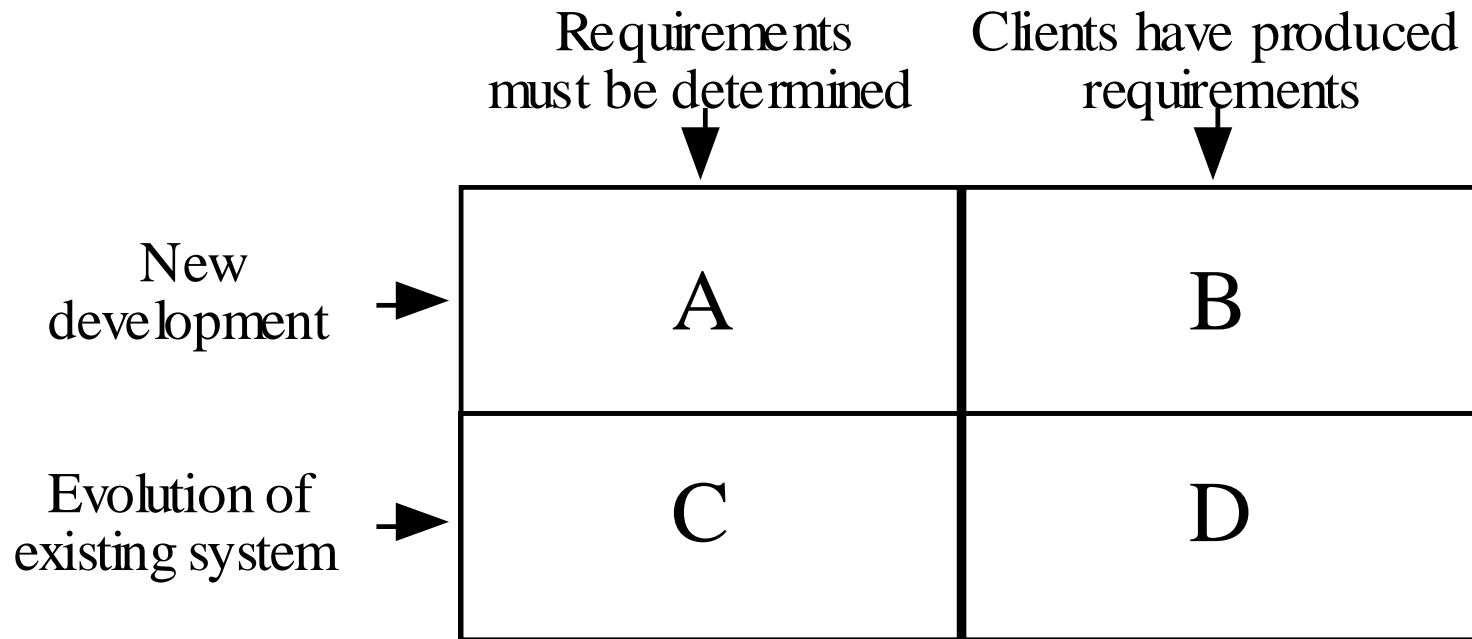 Requirements
must be determined
Clients have produced
requirements
New
development
A
B
Evolution of
existing system
C
D